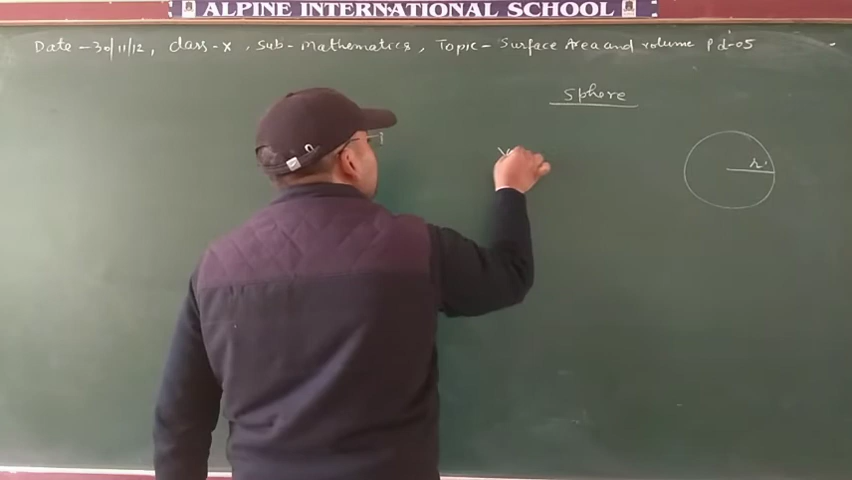 ALPINE INTERNATIONAL SCHOOL
Date - 30/11/12, class - X, sub - Mathematics, Topic - Surface Area and volume Pd-05
Sphere
r